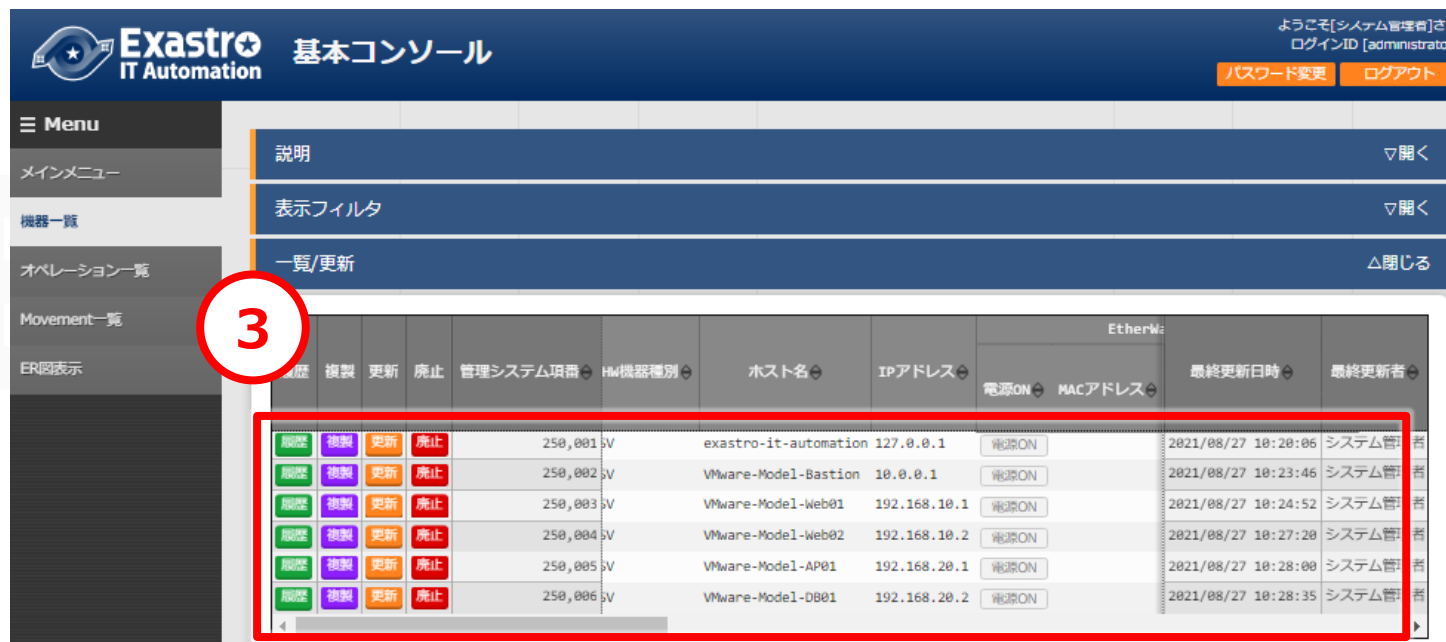 Exastro
IT Automation
基本コンソール
ようこそ[システム管理者]さ
ログインID [administrato
パスワード変更 ログアウト
☰ Menu
メインメニュー
機器一覧
オペレーション一覧
Movement一覧
ER図表示
説明 ▽開く
表示フィルタ ▽開く
一覧/更新 △閉じる
3
EtherWa
歴 複製 更新 廃止 管理システム項番 HW機器種別 ホスト名 IPアドレス 電源ON MACアドレス 最終更新日時 最終更新者
履歴 複製 更新 廃止 250,001 SV exastro-it-automation 127.0.0.1 電源ON 2021/08/27 10:20:06 システム管理者
履歴 複製 更新 廃止 250,002 SV VMware-Model-Bastion 10.0.0.1 電源ON 2021/08/27 10:23:46 システム管理者
履歴 複製 更新 廃止 250,003 SV VMware-Model-Web01 192.168.10.1 電源ON 2021/08/27 10:24:52 システム管理者
履歴 複製 更新 廃止 250,004 SV VMware-Model-Web02 192.168.10.2 電源ON 2021/08/27 10:27:20 システム管理者
履歴 複製 更新 廃止 250,005 SV VMware-Model-AP01 192.168.20.1 電源ON 2021/08/27 10:28:00 システム管理者
履歴 複製 更新 廃止 250,006 SV VMware-Model-DB01 192.168.20.2 電源ON 2021/08/27 10:28:35 システム管理者